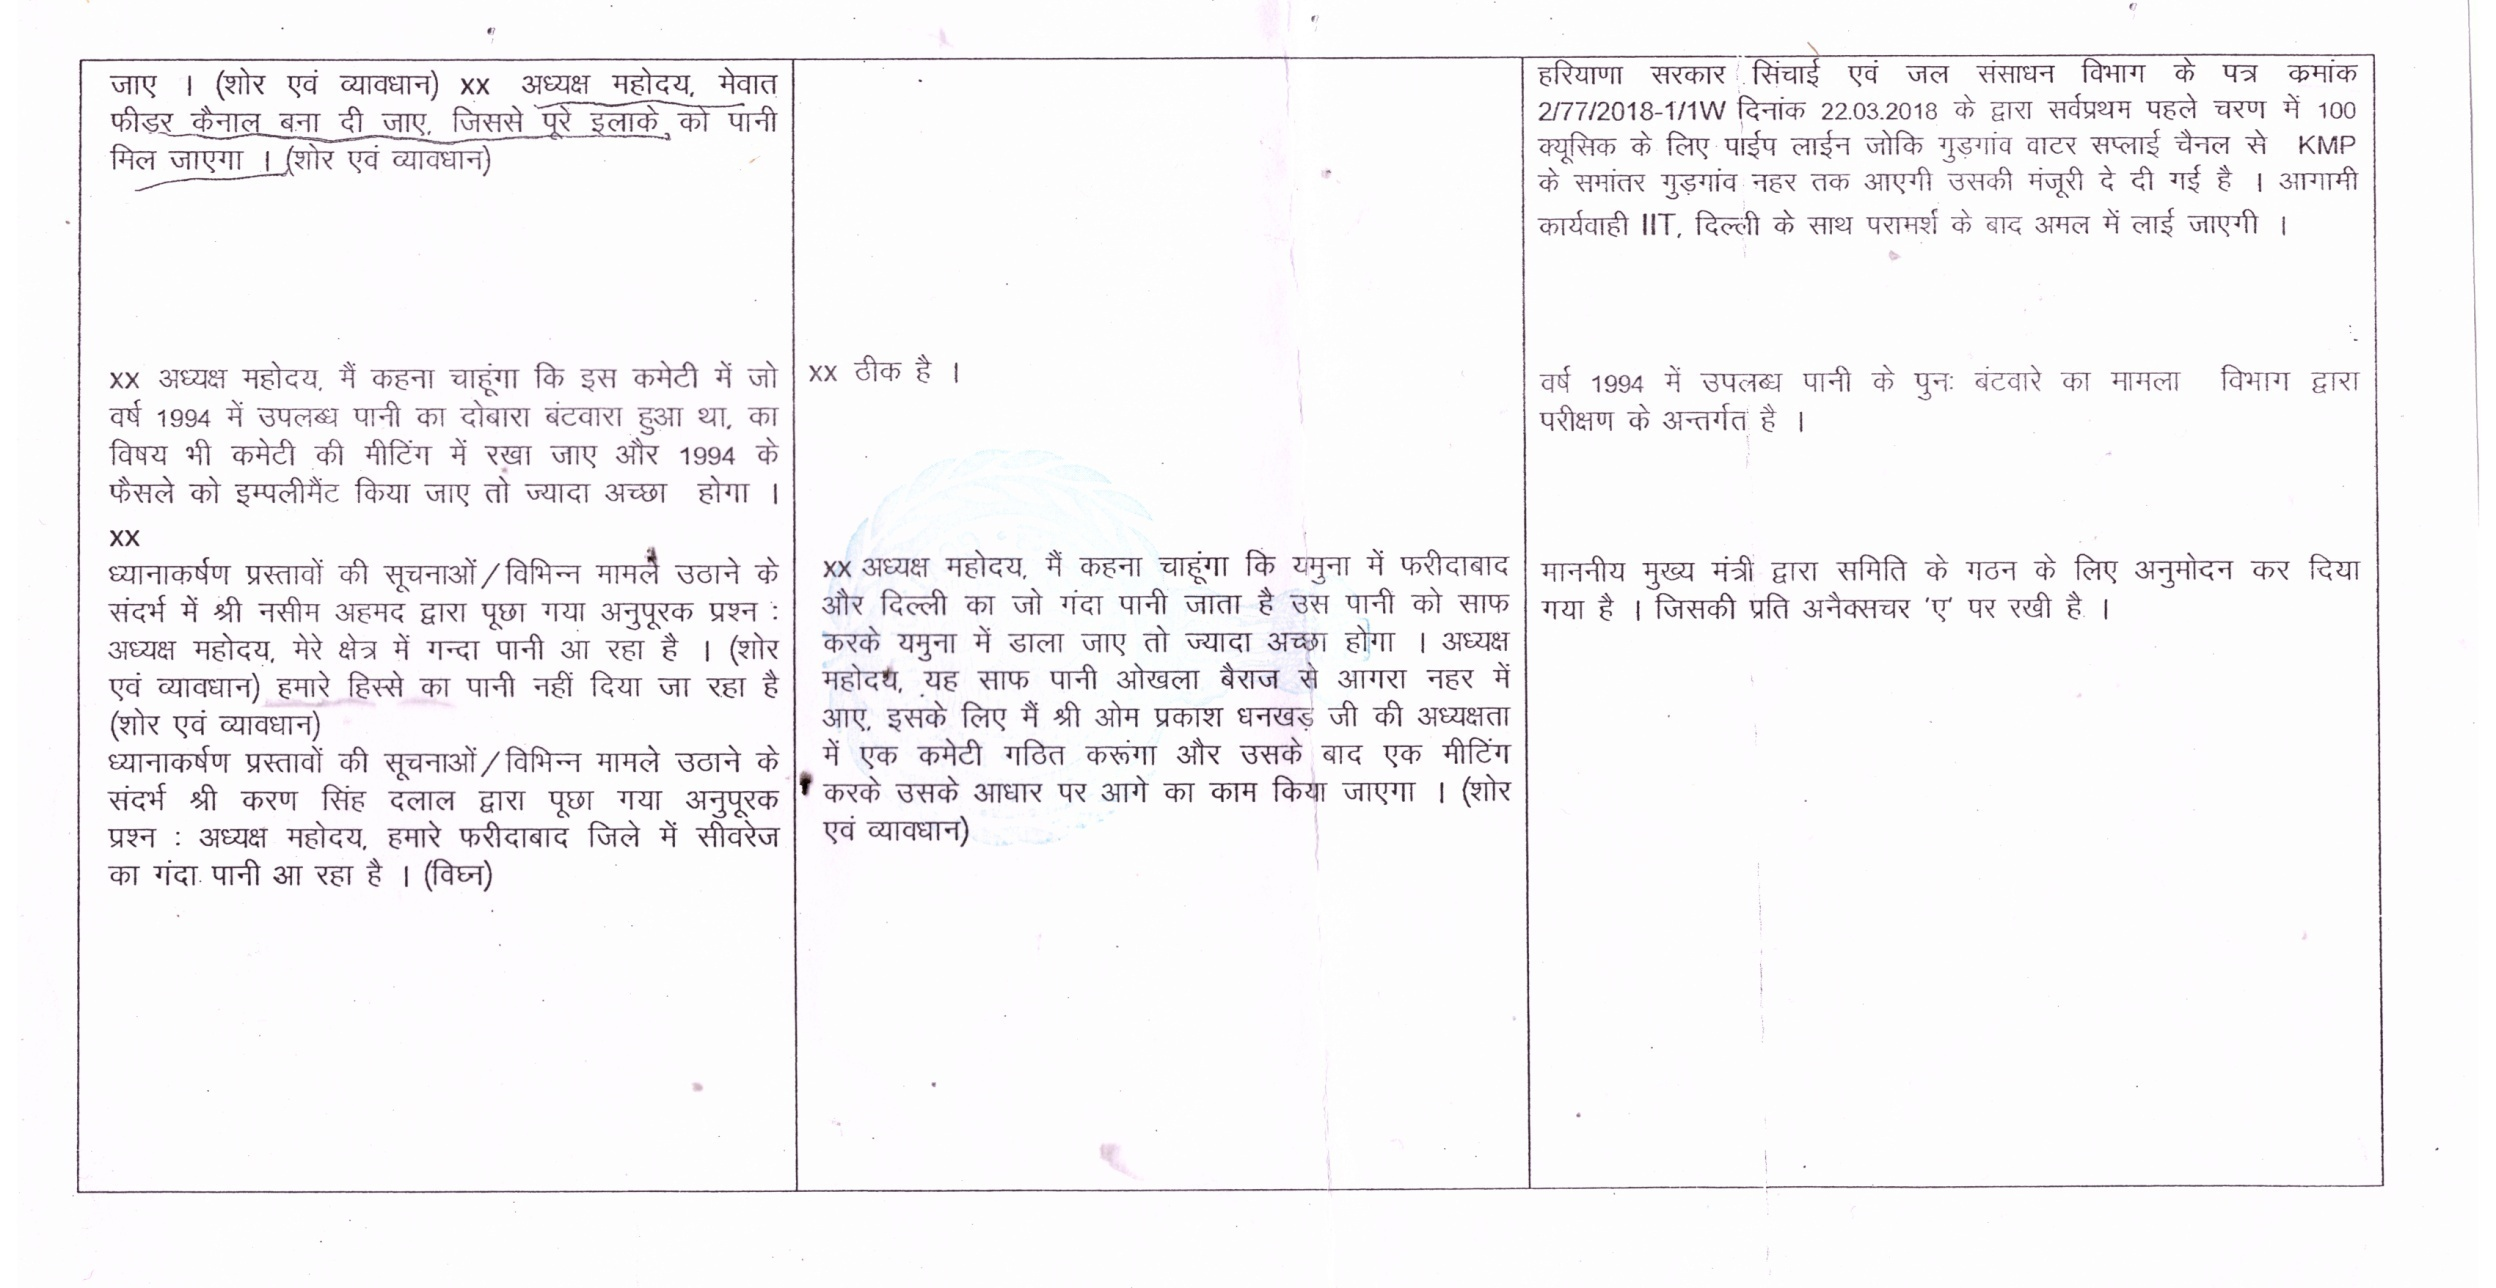 जाए । (शोर एवं व्यावधान) xx अध्यक्ष महोदय, मेवात
फीडर कैनाल बना दी जाए, जिससे पूरे इलाके को पानी
मिल जाएगा । (शोर एवं व्यावधान)
xx अध्यक्ष महोदय, मैं कहना चाहूंगा कि इस कमेटी में जो
वर्ष 1994 में उपलब्ध पानी का दोबारा बंटवारा हुआ था, का
विषय भी कमेटी की मीटिंग में रखा जाए और 1994 के
फैसले को इम्पलीमैंट किया जाए तो ज्यादा अच्छा होगा ।
xx
ध्यानाकर्षण प्रस्तावों की सूचनाओं/विभिन्न मामले उठाने के
संदर्भ में श्री नसीम अहमद द्वारा पूछा गया अनुपूरक प्रश्न :
अध्यक्ष महोदय, मेरे क्षेत्र में गन्दा पानी आ रहा है । (शोर
एवं व्यावधान) हमारे हिस्से का पानी नहीं दिया जा रहा है
(शोर एवं व्यावधान)
ध्यानाकर्षण प्रस्तावों की सूचनाओं/विभिन्न मामले उठाने के
संदर्भ श्री करण सिंह दलाल द्वारा पूछा गया अनुपूरक
प्रश्न : अध्यक्ष महोदय, हमारे फरीदाबाद जिले में सीवरेज
का गंदा पानी आ रहा है । (विघ्न)
xx ठीक है ।
xx अध्यक्ष महोदय, मैं कहना चाहूंगा कि यमुना में फरीदाबाद
और दिल्ली का जो गंदा पानी जाता है उस पानी को साफ
करके यमुना में डाला जाए तो ज्यादा अच्छा होगा । अध्यक्ष
महोदय, यह साफ पानी ओखला बैराज से आगरा नहर में
आए, इसके लिए मैं श्री ओम प्रकाश धनखड़ जी की अध्यक्षता
में एक कमेटी गठित करूंगा और उसके बाद एक मीटिंग
करके उसके आधार पर आगे का काम किया जाएगा । (शोर
एवं व्यावधान)
हरियाणा सरकार सिंचाई एवं जल संसाधन विभाग के पत्र कमांक
2/77/2018-1/1W दिनांक 22.03.2018 के द्वारा सर्वप्रथम पहले चरण में 100
क्यूसिक के लिए पाईप लाईन जोकि गुड़गांव वाटर सप्लाई चैनल से KMP
के समांतर गुड़गांव नहर तक आएगी उसकी मंजूरी दे दी गई है । आगामी
कार्यवाही IIT, दिल्ली के साथ परामर्श के बाद अमल में लाई जाएगी ।
वर्ष 1994 में उपलब्ध पानी के पुनः बंटवारे का मामला विभाग द्वारा
परीक्षण के अन्तर्गत है ।
माननीय मुख्य मंत्री द्वारा समिति के गठन के लिए अनुमोदन कर दिया
गया है । जिसकी प्रति अनैक्सचर 'ए' पर रखी है ।